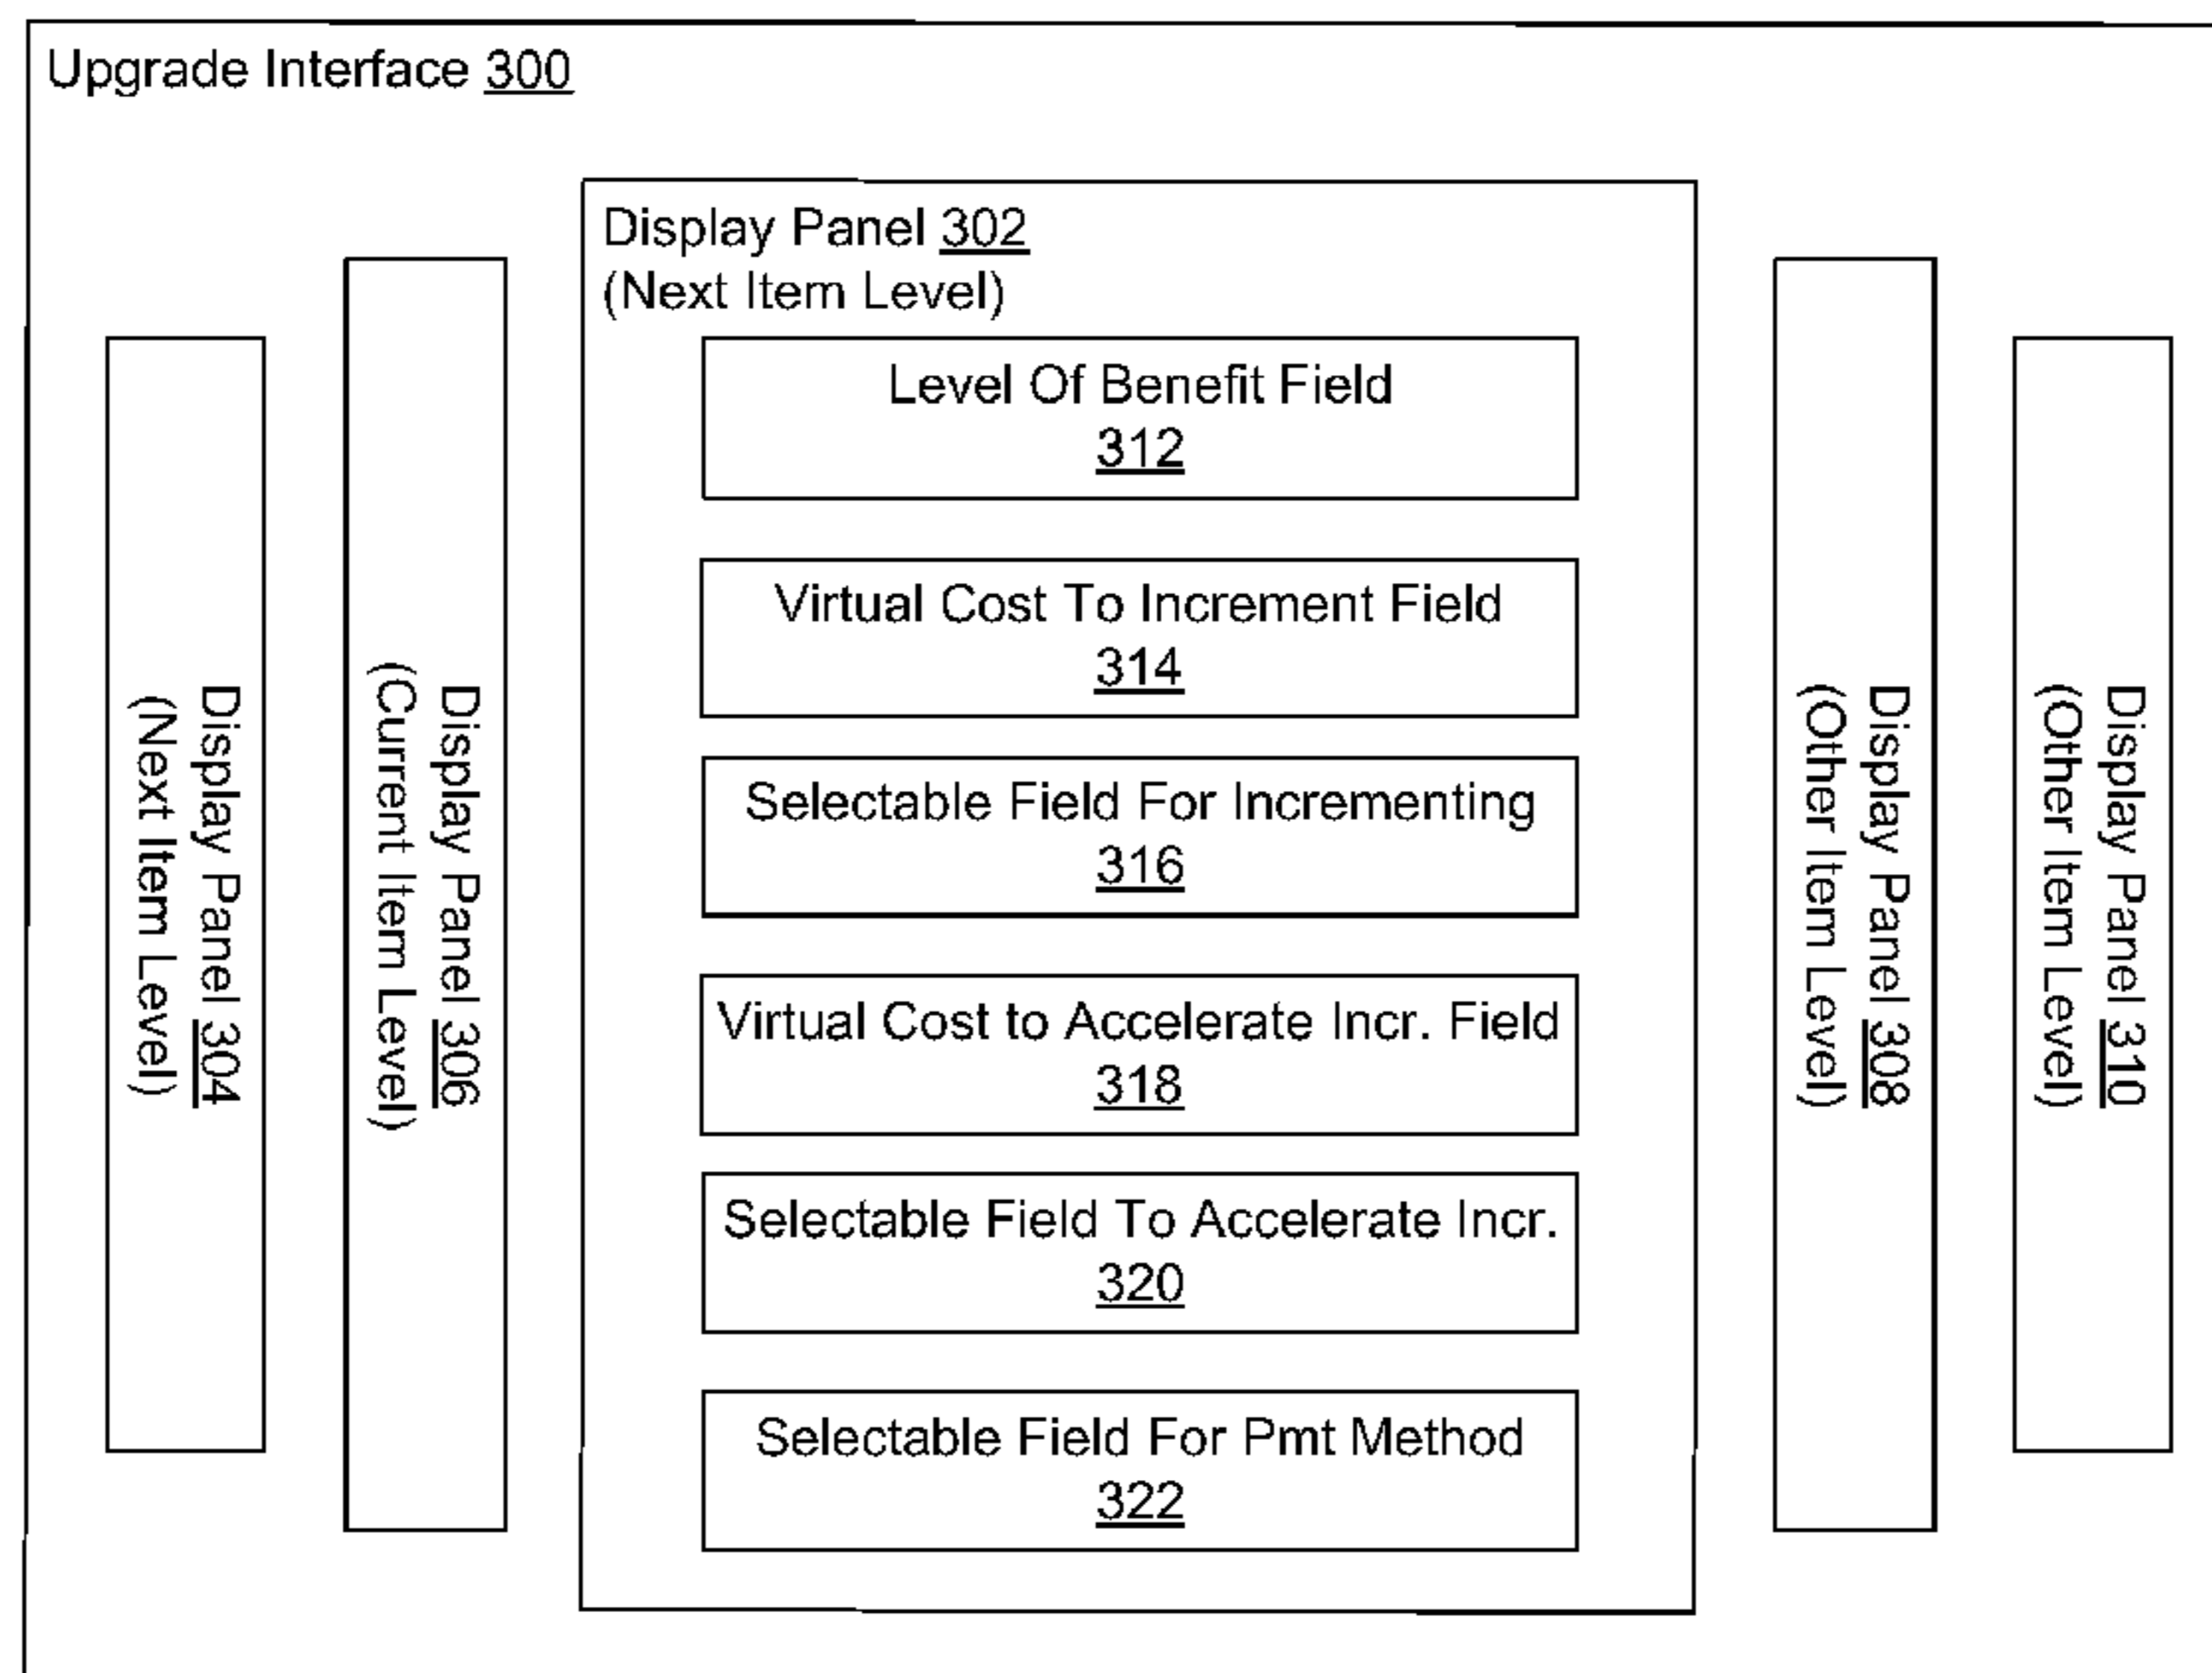 Upgrade Interface 300
Display Panel 304
(Next Item Level)
Display Panel 306
(Current Item Level)
Display Panel 302
(Next Item Level)
Level Of Benefit Field
312
Virtual Cost To Increment Field
314
Selectable Field For Incrementing
316
Virtual Cost to Accelerate Incr. Field
318
Selectable Field To Accelerate Incr.
320
Selectable Field For Pmt Method
322
Display Panel 308
(Other Item Level)
Display Panel 310
(Other Item Level)